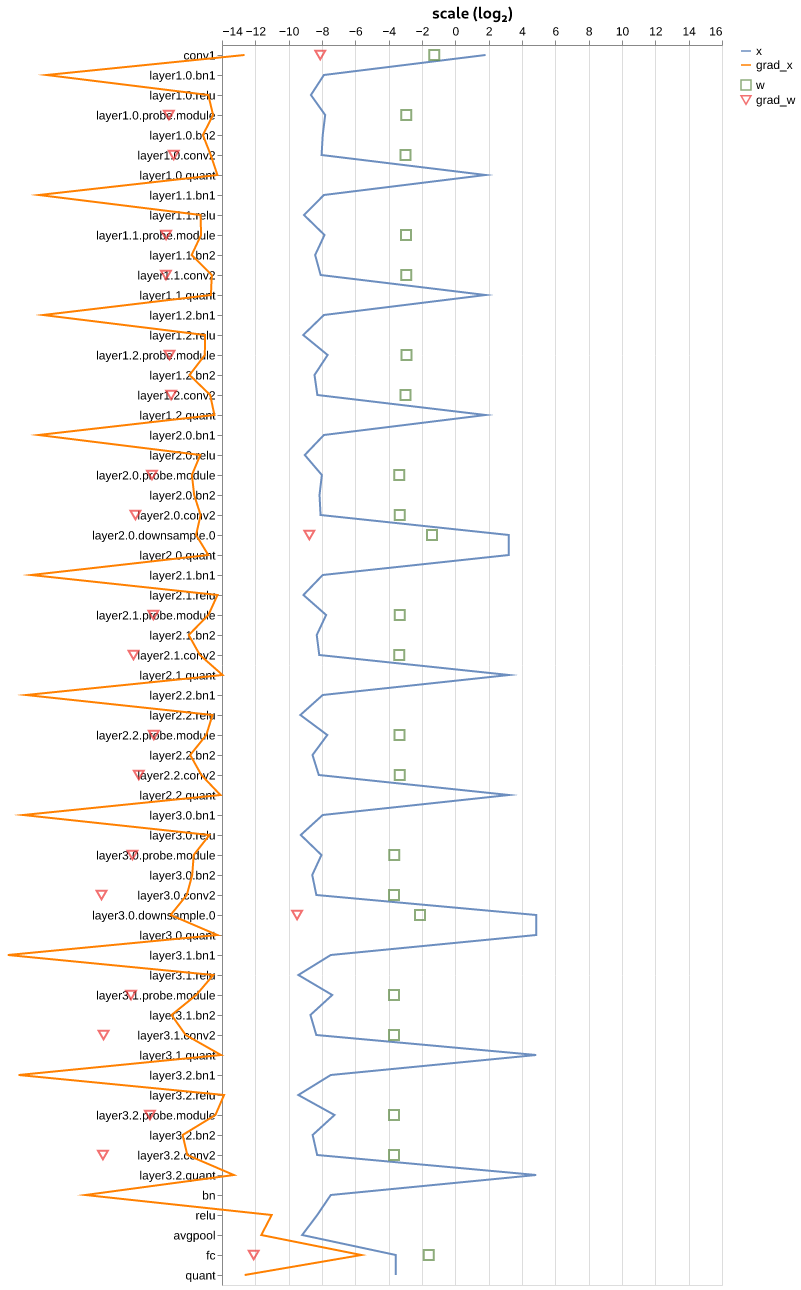 scale (log₂)
−14 −12 −10 −8 −6 −4 −2 0 2 4 6 8 10 12 14 16
x
grad_x
w
grad_w
conv1
layer1.0.bn1
layer1.0.relu
layer1.0.probe.module
layer1.0.bn2
layer1.0.conv2
layer1.0.quant
layer1.1.bn1
layer1.1.relu
layer1.1.probe.module
layer1.1.bn2
layer1.1.conv2
layer1.1.quant
layer1.2.bn1
layer1.2.relu
layer1.2.probe.module
layer1.2.bn2
layer1.2.conv2
layer1.2.quant
layer2.0.bn1
layer2.0.relu
layer2.0.probe.module
layer2.0.bn2
layer2.0.conv2
layer2.0.downsample.0
layer2.0.quant
layer2.1.bn1
layer2.1.relu
layer2.1.probe.module
layer2.1.bn2
layer2.1.conv2
layer2.1.quant
layer2.2.bn1
layer2.2.relu
layer2.2.probe.module
layer2.2.bn2
layer2.2.conv2
layer2.2.quant
layer3.0.bn1
layer3.0.relu
layer3.0.probe.module
layer3.0.bn2
layer3.0.conv2
layer3.0.downsample.0
layer3.0.quant
layer3.1.bn1
layer3.1.relu
layer3.1.probe.module
layer3.1.bn2
layer3.1.conv2
layer3.1.quant
layer3.2.bn1
layer3.2.relu
layer3.2.probe.module
layer3.2.bn2
layer3.2.conv2
layer3.2.quant
bn
relu
avgpool
fc
quant